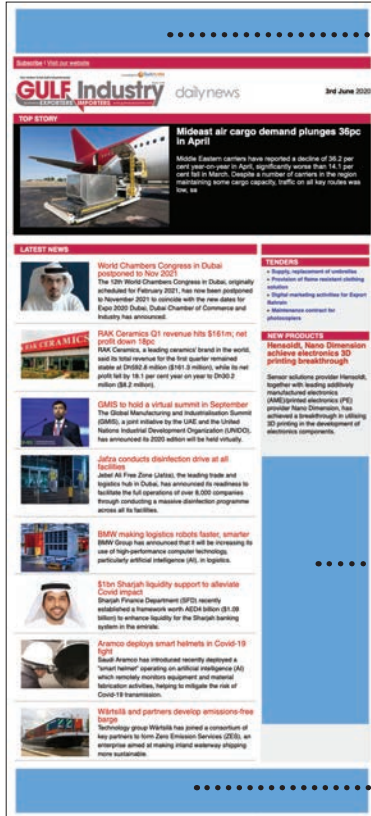 Subscribe | Visit our website
GULF Industry
EXPORTERS IMPORTERS
dailynews
3rd June 2020
TOP STORY
Mideast air cargo demand plunges 36pc
in April
Middle Eastern carriers have reported a decline of 36.2 per
cent year-on-year in April, significantly worse than 14.1 per
cent fall in March. Despite a number of carriers in the region
maintaining some cargo capacity, traffic on all key routes was
low, ss
LATEST NEWS
World Chambers Congress in Dubai
postponed to Nov 2021
The 12th World Chambers Congress in Dubai, originally
scheduled for February 2021, has now been postponed
to November 2021 to coincide with the new dates for
Expo 2020 Dubai, Dubai Chamber of Commerce and
Industry has announced.
RAK CERAMICS
RAK Ceramics Q1 revenue hits $161m; net
profit down 18pc
RAK Ceramics, a leading ceramics' brand in the world,
said its total revenue for the first quarter remained
stable at Dh592.8 million ($161.3 million), while its net
profit fell by 18.1 per cent year on year to Dh30.2
million ($8.2 million).
GMIS to hold a virtual summit in September
The Global Manufacturing and Industrialisation Summit
(GMIS), a joint initiative by the UAE and the United
Nations Industrial Development Organization (UNIDO),
has announced its 2020 edition will be held virtually.
Jafza conducts disinfection drive at all
facilities
Jebel Ali Free Zone (Jafza), the leading trade and
logistics hub in Dubai, has announced its readiness to
facilitate the full operations of over 8,000 companies
through conducting a massive disinfection programme
across all its facilities.
BMW making logistics robots faster, smarter
BMW Group has announced that it will be increasing its
use of high-performance computer technology,
particularly artificial intelligence (AI), in logistics.
$1bn Sharjah liquidity support to alleviate
Covid impact
Sharjah Finance Department (SFD) recently
established a framework worth AED4 billion ($1.09
billion) to enhance liquidity for the Sharjah banking
system in the emirate.
Aramco deploys smart helmets in Covid-19
fight
Saudi Aramco has introduced recently deployed a
"smart helmet" operating on artificial intelligence (AI)
which remotely monitors equipment and material
fabrication activities, helping to mitigate the risk of
Covid-19 transmission.
Wärtsilä and partners develop emissions-free
barge
Technology group Wärtsilä has joined a consortium of
key partners to form Zero Emission Services (ZES), an
enterprise aimed at making inland waterway shipping
more sustainable.
TENDERS
Supply, replacement of umbrellas
Provision of flame resistant clothing
solution
Digital marketing activities for Export
Bahrain
Maintenance contract for
photocopiers
NEW PRODUCTS
Hensoldt, Nano Dimension
achieve electronics 3D
printing breakthrough
Sensor solutions provider Hensoldt,
together with leading additively
manufactured electronics
(AME)/printed electronics (PE)
provider Nano Dimension, has
achieved a breakthrough in utilising
3D printing in the development of
electronics components.